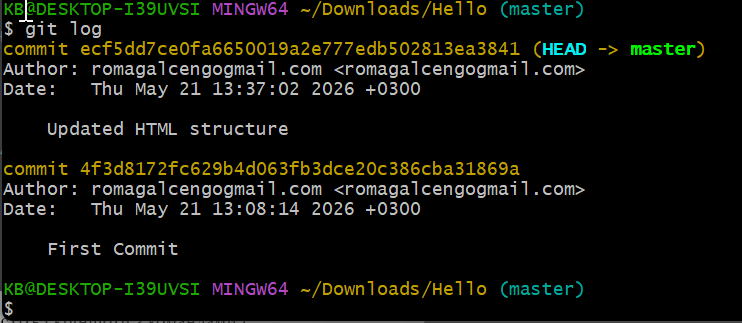 KB@DESKTOP-I39UVSI MINGW64 ~/Downloads/Hello (master)
$ git log
commit ecf5dd7ce0fa6650019a2e777edb502813ea3841 (HEAD -> master)
Author: romagalcengogmail.com <romagalcengogmail.com>
Date:   Thu May 21 13:37:02 2026 +0300
    Updated HTML structure
commit 4f3d8172fc629b4d063fb3dce20c386cba31869a
Author: romagalcengogmail.com <romagalcengogmail.com>
Date:   Thu May 21 13:08:14 2026 +0300
    First Commit
KB@DESKTOP-I39UVSI MINGW64 ~/Downloads/Hello (master)
$